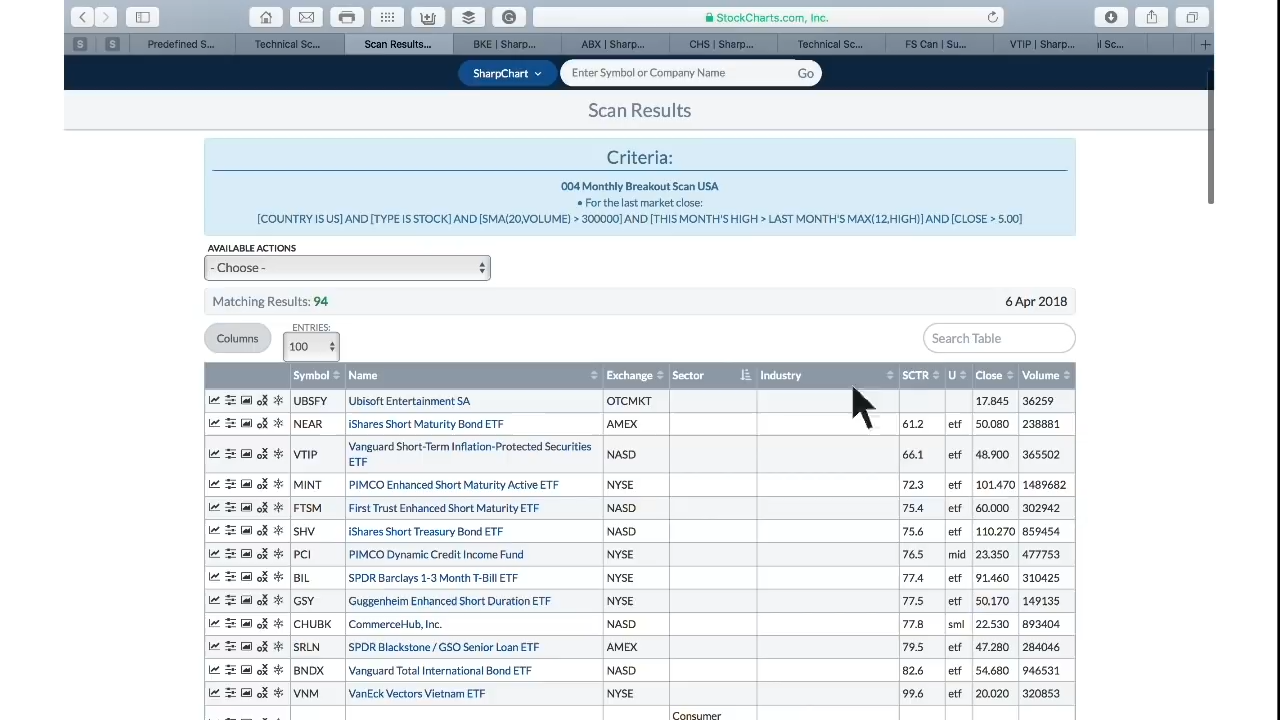 StockCharts.com, Inc.
S S Predefined S... Technical Sc... Scan Results... BKE | Sharp... ABX | Sharp... CHS | Sharp... Technical Sc... FS Can | Su... VTIP | Sharp... il Sc...
SharpChart Enter Symbol or Company Name Go
Scan Results
Criteria:
004 Monthly Breakout Scan USA
• For the last market close:
[COUNTRY IS US] AND [TYPE IS STOCK] AND [SMA(20,VOLUME) > 300000] AND [THIS MONTH'S HIGH > LAST MONTH'S MAX(12,HIGH)] AND [CLOSE > 5.00]
AVAILABLE ACTIONS
- Choose -
Matching Results: 94 6 Apr 2018
Columns ENTRIES: 100 Search Table
Symbol Name Exchange Sector Industry SCTR U Close Volume
UBSFY Ubisoft Entertainment SA OTCMKT 17.845 36259
NEAR iShares Short Maturity Bond ETF AMEX 61.2 etf 50.080 238881
VTIP Vanguard Short-Term Inflation-Protected Securities ETF NASD 66.1 etf 48.900 365502
MINT PIMCO Enhanced Short Maturity Active ETF NYSE 72.3 etf 101.470 1489682
FTSM First Trust Enhanced Short Maturity ETF NASD 75.4 etf 60.000 302942
SHV iShares Short Treasury Bond ETF NASD 75.6 etf 110.270 859454
PCI PIMCO Dynamic Credit Income Fund NYSE 76.5 mid 23.350 477753
BIL SPDR Barclays 1-3 Month T-Bill ETF NYSE 77.4 etf 91.460 310425
GSY Guggenheim Enhanced Short Duration ETF NYSE 77.5 etf 50.170 149135
CHUBK CommerceHub, Inc. NASD 77.8 sml 22.530 893404
SRLN SPDR Blackstone / GSO Senior Loan ETF AMEX 79.5 etf 47.280 284046
BNDX Vanguard Total International Bond ETF NASD 82.6 etf 54.680 946531
VNM VanEck Vectors Vietnam ETF NYSE 99.6 etf 20.020 320853
Consumer